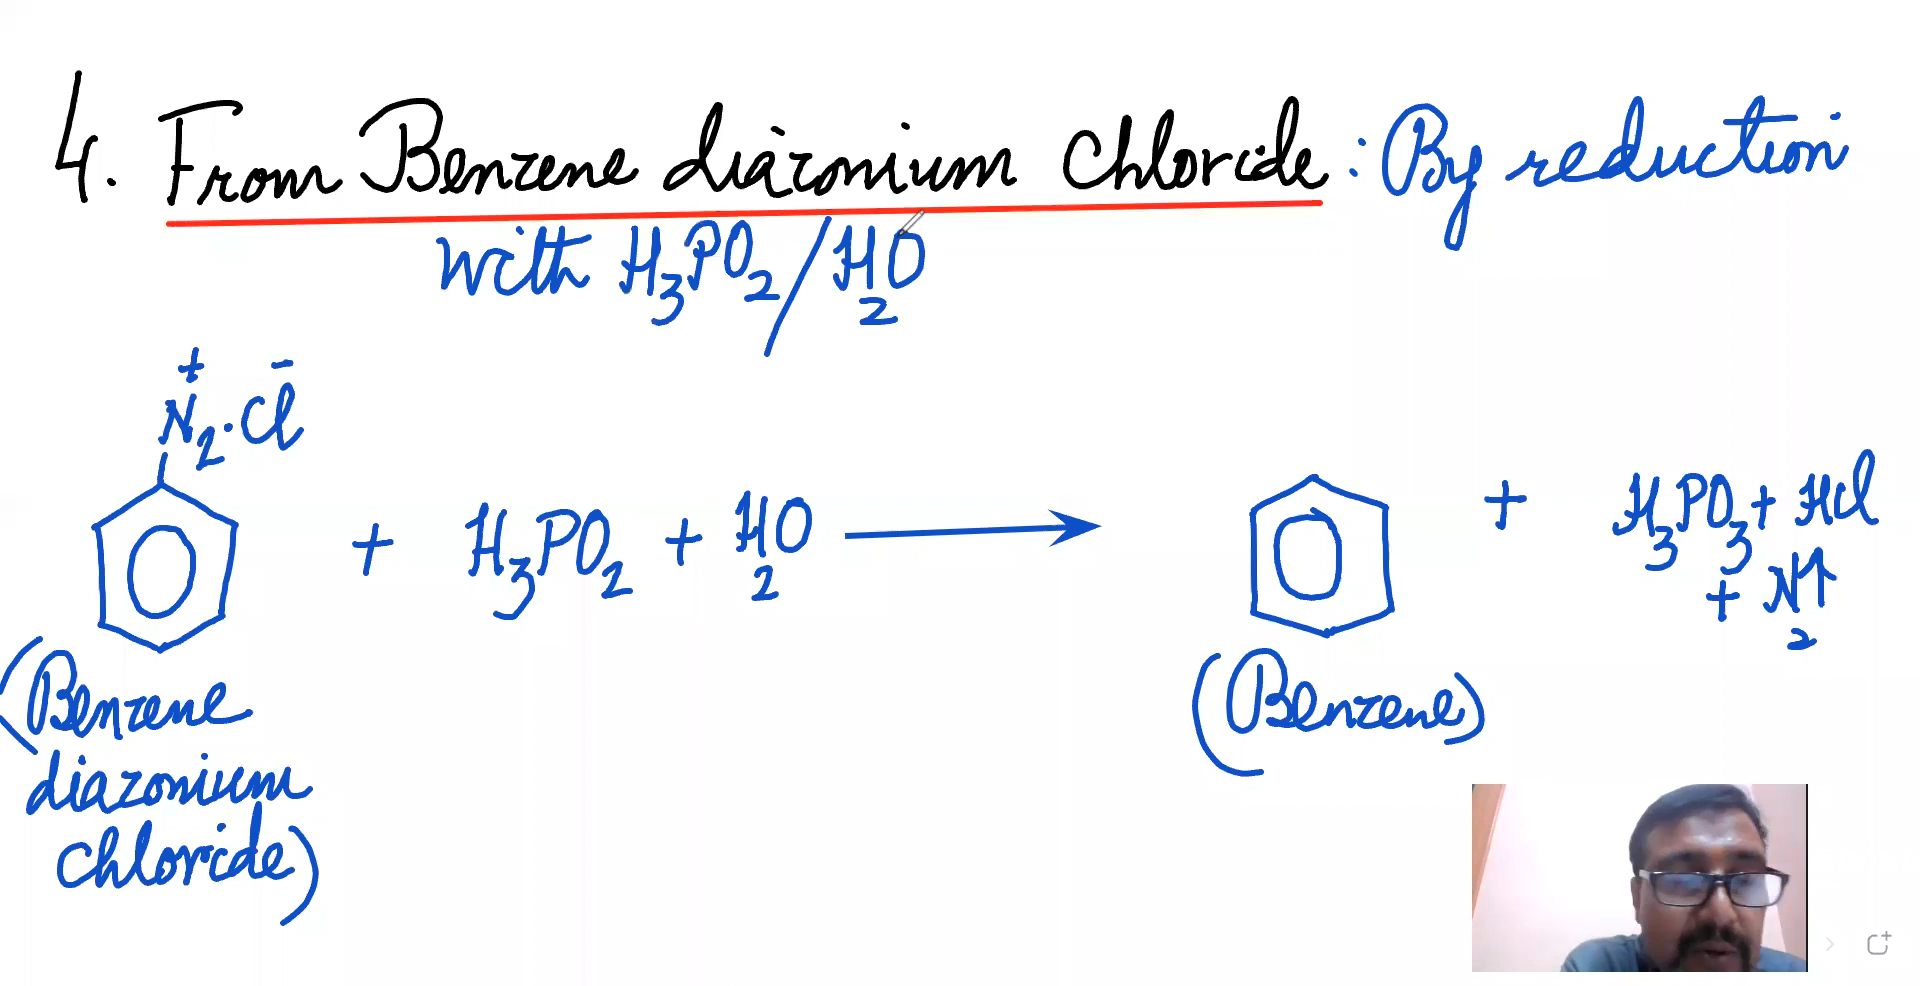 4. From Benzene diazonium Chloride : By reduction
with H₃PO₂/H₂O
N₂⁺.Cl⁻
+ H₃PO₂ + H₂O ⟶ + H₃PO₃ + HCl
+ N₂↑
(Benzene diazonium chloride)
(Benzene)